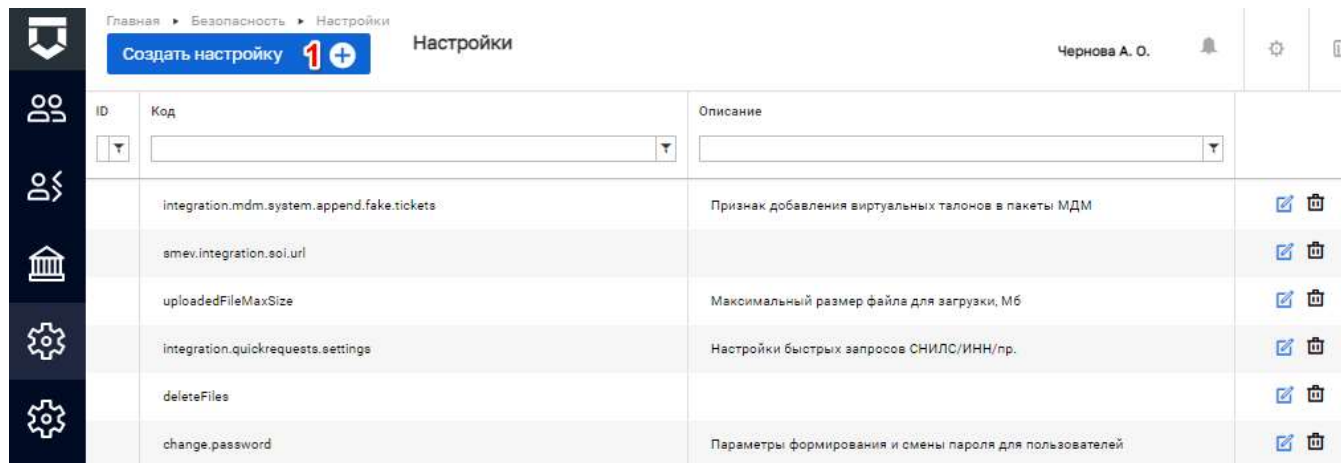 Главная ▸ Безопасность ▸ Настройки
Создать настройку 1
Настройки
Чернова А. О.
ID Код Описание
integration.mdm.system.append.fake.tickets Признак добавления виртуальных талонов в пакеты МДМ
smev.integration.soi.url
uploadedFileMaxSize Максимальный размер файла для загрузки, Мб
integration.quickrequests.settings Настройки быстрых запросов СНИЛС/ИНН/пр.
deleteFiles
change.password Параметры формирования и смены пароля для пользователей